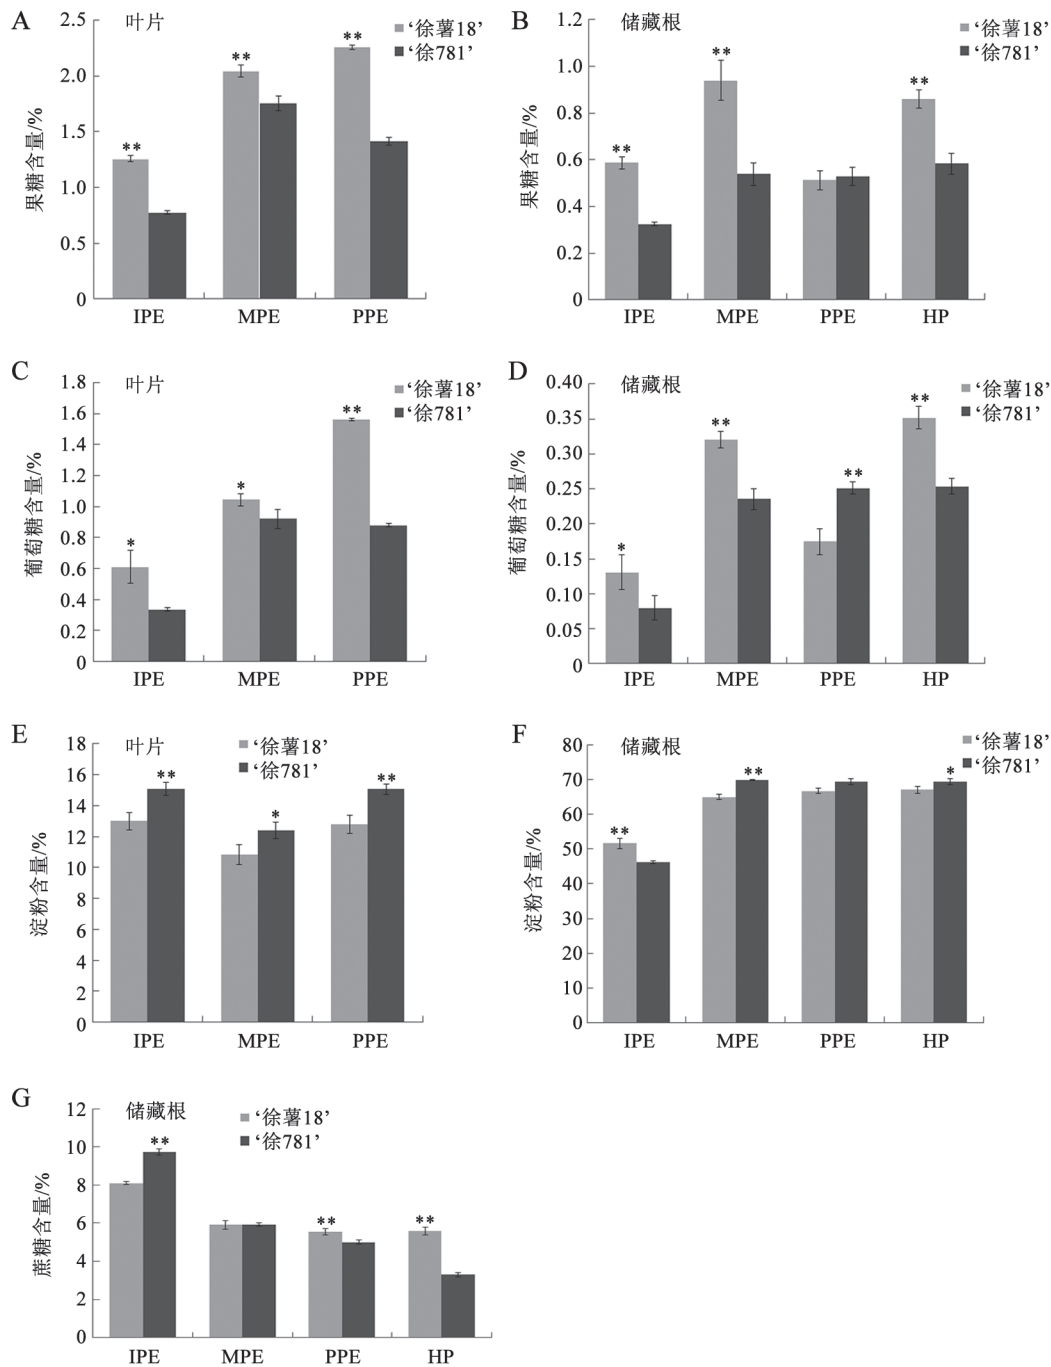 A
叶片
‘徐薯18’
‘徐781’
**
**
**
果糖含量/%
2.5
2.0
1.5
1.0
0.5
0
IPE
MPE
PPE
B
储藏根
‘徐薯18’
‘徐781’
**
**
**
果糖含量/%
1.2
1.0
0.8
0.6
0.4
0.2
0
IPE
MPE
PPE
HP
C
叶片
‘徐薯18’
‘徐781’
*
*
**
葡萄糖含量/%
1.8
1.6
1.4
1.2
1.0
0.8
0.6
0.4
0.2
0
IPE
MPE
PPE
D
储藏根
‘徐薯18’
‘徐781’
*
**
**
**
葡萄糖含量/%
0.40
0.35
0.30
0.25
0.20
0.15
0.10
0.05
0
IPE
MPE
PPE
HP
E
叶片
‘徐薯18’
‘徐781’
**
*
**
淀粉含量/%
18
16
14
12
10
8
6
4
2
0
IPE
MPE
PPE
F
储藏根
‘徐薯18’
‘徐781’
**
**
*
淀粉含量/%
80
70
60
50
40
30
20
10
0
IPE
MPE
PPE
HP
G
储藏根
‘徐薯18’
‘徐781’
**
**
**
蔗糖含量/%
12
10
8
6
4
2
0
IPE
MPE
PPE
HP